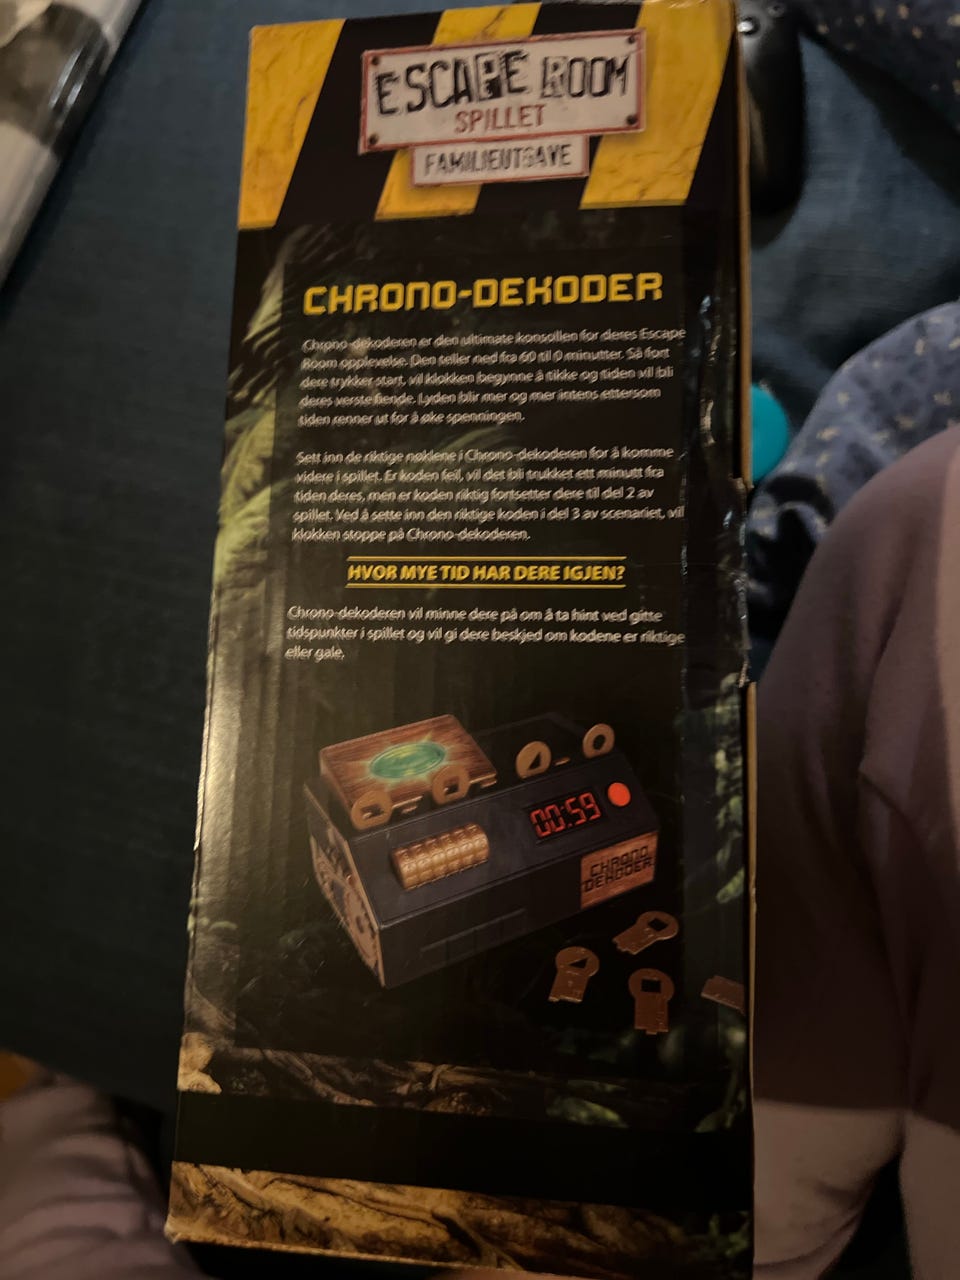 ESCAPE ROOM
SPILLET
FAMILIEUTGAVE
CHRONO-DEKODER
Chrono-dekoderen er den ultimate konsollen for deres Escape
Room opplevelse. Den teller ned fra 60 til 0 minutter. Så fort
dere trykker start, vil klokken begynne å tikke og tiden vil bli
deres verste fiende. Lyden blir mer og mer intens ettersom
tiden renner ut for å øke spenningen.
Sett inn de riktige nøklene i Chrono-dekoderen for å komme
videre i spillet. Er koden feil, vil det bli trukket ett minutt fra
tiden deres, men er koden riktig fortsetter dere til del 2 av
spillet. Ved å sette inn den riktige koden i del 3 av scenariet, vil
klokken stoppe på Chrono-dekoderen.
HVOR MYE TID HAR DERE IGJEN?
Chrono-dekoderen vil minne dere på om å ta hint ved gitte
tidspunkter i spillet og vil gi dere beskjed om kodene er riktige
eller gale.
00:59
CHRONO
DEKODER